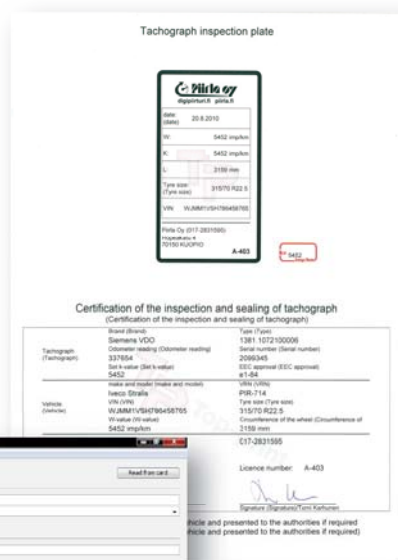 Tachograph inspection plate
Piirla oy
digipiirturi.fi piirla.fi
date:
(date) 20.8.2010
W: 5452 imp/km
K: 5452 imp/km
L: 3159 mm
Tyre size:
(Tyre size) 315/70 R22.5
VIN: WJMM1VSH786458765
Piirla Oy (017-2831595)
70150 KUOPIO
A-403
5452
Certification of the inspection and sealing of tachograph
(Certification of the inspection and sealing of tachograph)
Tachograph
(Tachograph)
Brand (Brand) Type (Type)
Siemens VDO 1381.1072100006
Odometer reading (Odometer reading) Serial number (Serial number)
337654 2099345
Set k-value (Set k-value) EEC approval (EEC approval)
5452 e1-84
Vehicle
(Vehicle)
make and model (make and model) VRN (VRN)
Iveco Stralis PIR-714
VIN (VIN) Tyre size (Tyre size)
WJMM1VSH786458765 315/70 R22.5
W-value (W-value) Circumference of the wheel (Circumference of
5452 imp/km 3159 mm
017-2831595
Licence number: A-403
Signature (Signature)/Tomi Karhunen
hicle and presented to the authorities if required
hicle and presented to the authorities if required)
Read from card